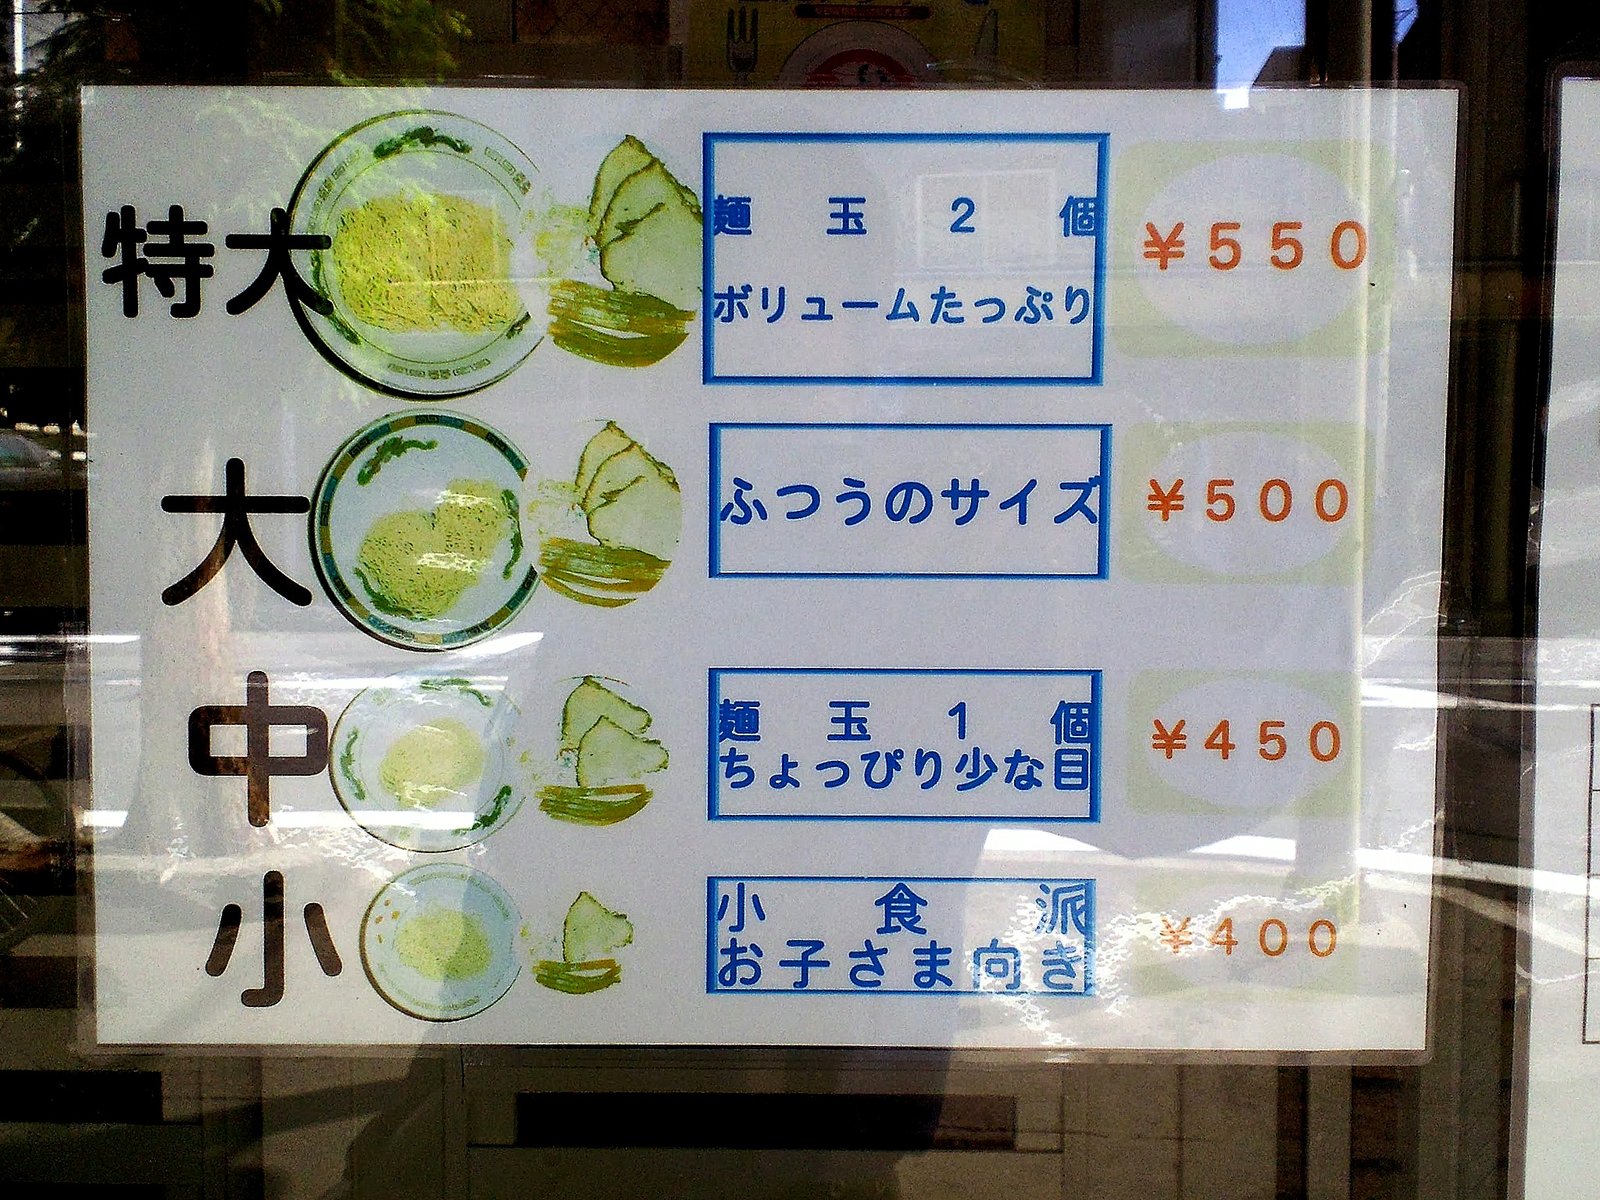 特大
麺玉2個
ボリュームたっぷり
¥550
大
ふつうのサイズ
¥500
中
麺玉1個
ちょっぴり少な目
¥450
小
小食派
お子さま向き
¥400